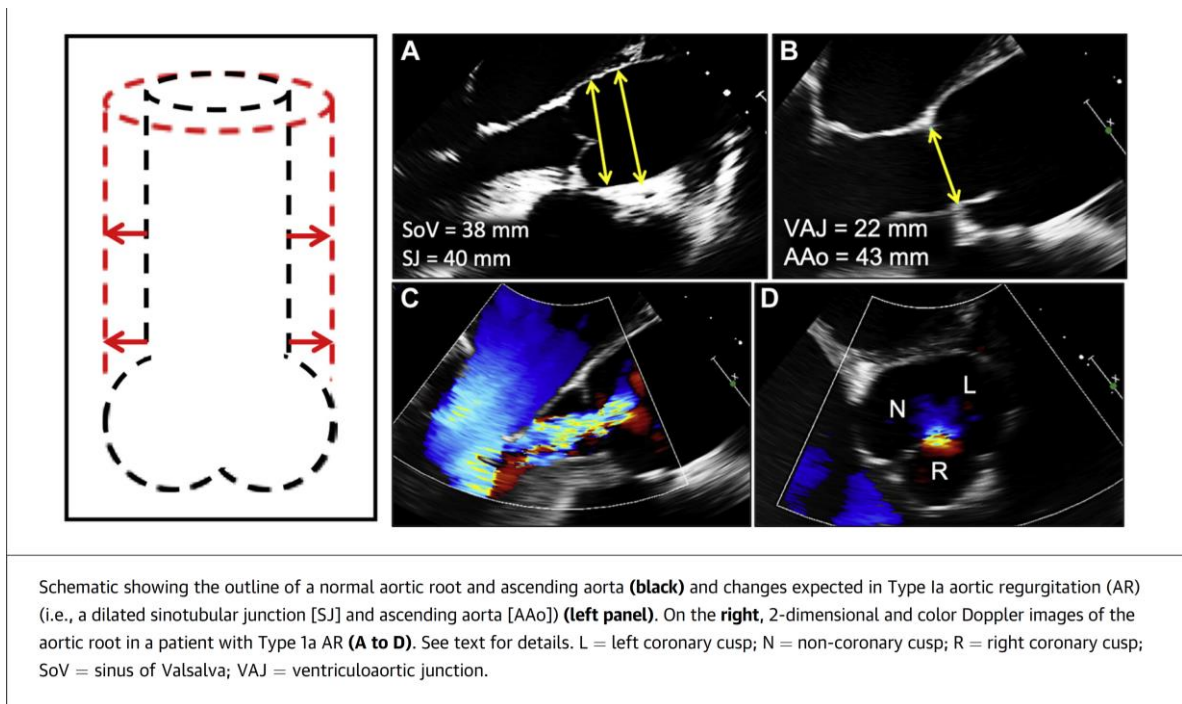 A
SoV = 38 mm
SJ = 40 mm
B
VAJ = 22 mm
AAo = 43 mm
C
D
N
L
R
Schematic showing the outline of a normal aortic root and ascending aorta (black) and changes expected in Type Ia aortic regurgitation (AR)
(i.e., a dilated sinotubular junction [SJ] and ascending aorta [AAo]) (left panel). On the right, 2-dimensional and color Doppler images of the
aortic root in a patient with Type 1a AR (A to D). See text for details. L = left coronary cusp; N = non-coronary cusp; R = right coronary cusp;
SoV = sinus of Valsalva; VAJ = ventriculoaortic junction.